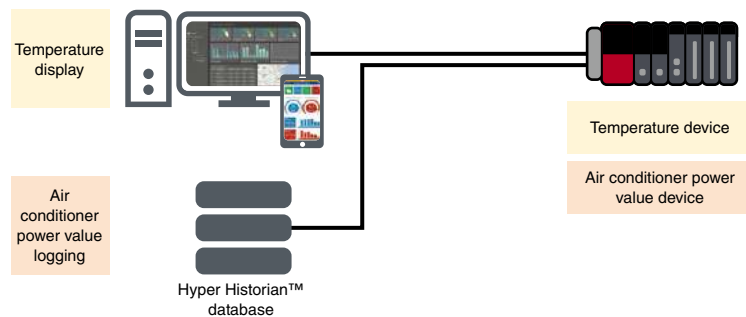 Temperature
display
Temperature device
Air conditioner power
value device
Air
conditioner
power value
logging
Hyper Historian™
database